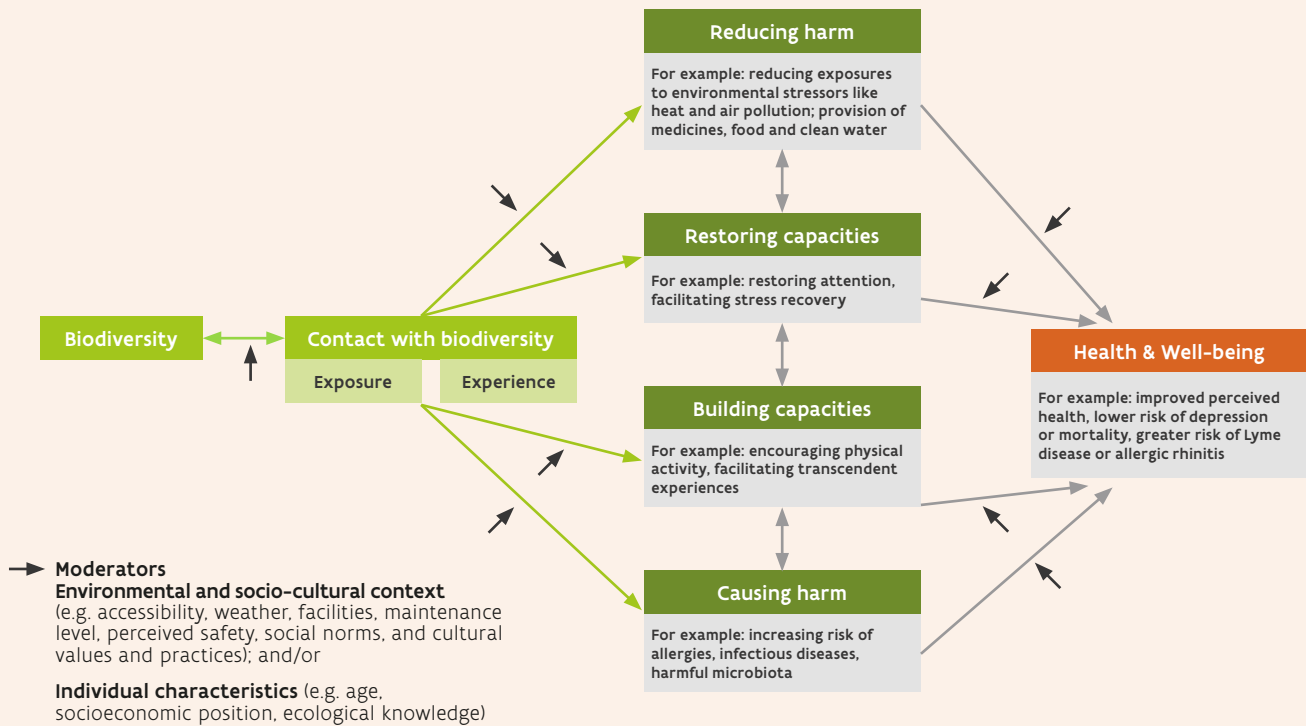 Reducing harm
For example: reducing exposures
to environmental stressors like
heat and air pollution; provision of
medicines, food and clean water
Restoring capacities
For example: restoring attention,
facilitating stress recovery
Biodiversity
Contact with biodiversity
Exposure
Experience
Building capacities
For example: encouraging physical
activity, facilitating transcendent
experiences
Causing harm
For example: increasing risk of
allergies, infectious diseases,
harmful microbiota
Health & Well-being
For example: improved perceived
health, lower risk of depression
or mortality, greater risk of Lyme
disease or allergic rhinitis
Moderators
Environmental and socio-cultural context
(e.g. accessibility, weather, facilities, maintenance
level, perceived safety, social norms, and cultural
values and practices); and/or
Individual characteristics (e.g. age,
socioeconomic position, ecological knowledge)